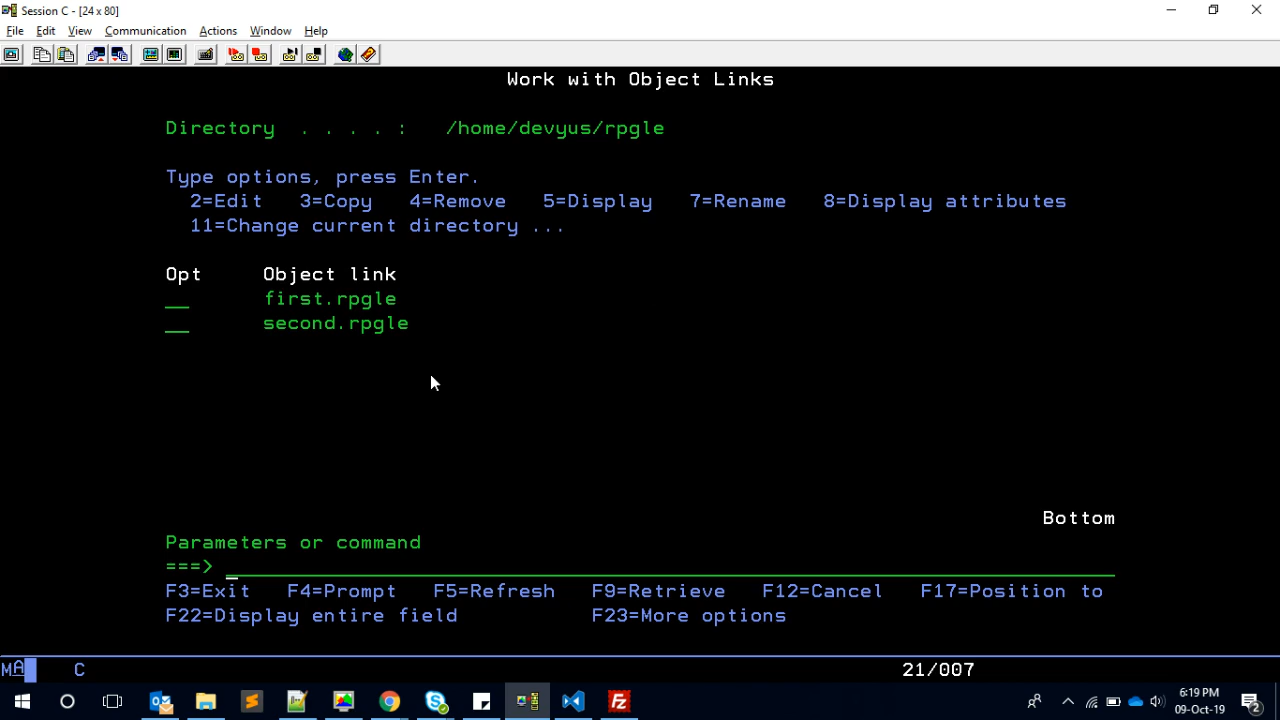 Session C - [24 x 80]
File Edit View Communication Actions Window Help
Work with Object Links
Directory . . . . : /home/devyus/rpgle
Type options, press Enter.
2=Edit 3=Copy 4=Remove 5=Display 7=Rename 8=Display attributes
11=Change current directory ...
Opt Object link
__ first.rpgle
__ second.rpgle
Bottom
Parameters or command
===>
F3=Exit F4=Prompt F5=Refresh F9=Retrieve F12=Cancel F17=Position to
F22=Display entire field F23=More options
MA C 21/007
6:19 PM
09-Oct-19
2